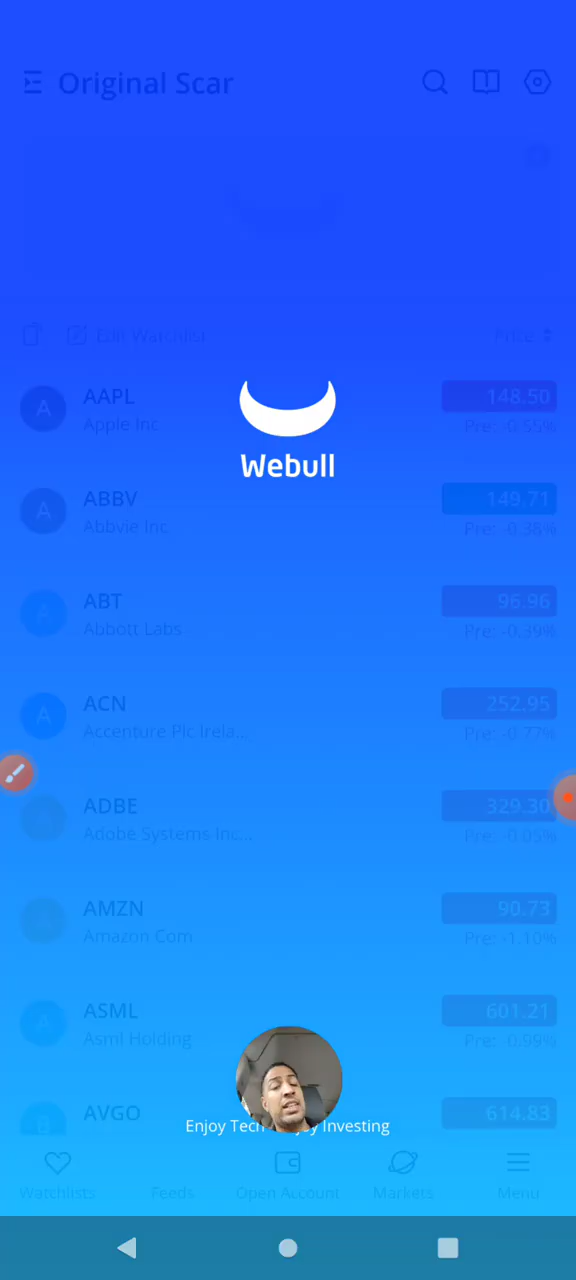 Original Scar
Edit Watchlist
Price
A
AAPL
148.50
Apple Inc
Pre: -0.55%
Webull
A
ABBV
149.71
Abbvie Inc
Pre: -0.38%
A
ABT
96.96
Abbott Labs
Pre: -0.39%
A
ACN
252.95
Accenture Plc Irela...
Pre: -0.77%
A
ADBE
329.30
Adobe Systems Inc...
Pre: -0.05%
A
AMZN
90.73
Amazon Com
Pre: -1.10%
A
ASML
601.21
Asml Holding
Pre: -0.99%
AVGO
614.83
Enjoy Tech Investing
Watchlists
Feeds
Open Account
Markets
Menu